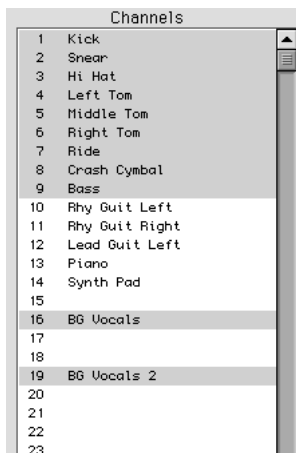 Channels
1 Kick
2 Snear
3 Hi Hat
4 Left Tom
5 Middle Tom
6 Right Tom
7 Ride
8 Crash Cymbal
9 Bass
10 Rhy Guit Left
11 Rhy Guit Right
12 Lead Guit Left
13 Piano
14 Synth Pad
15
16 BG Vocals
17
18
19 BG Vocals 2
20
21
22
23